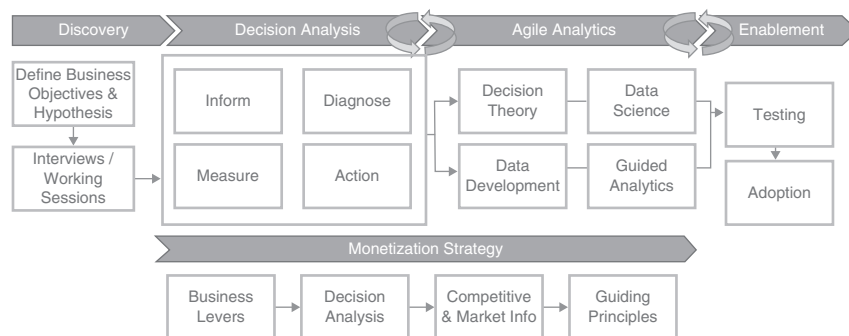 Discovery
Decision Analysis
Agile Analytics
Enablement
Define Business
Objectives &
Hypothesis
Interviews /
Working
Sessions
Inform
Diagnose
Measure
Action
Decision
Theory
Data
Science
Data
Development
Guided
Analytics
Testing
Adoption
Monetization Strategy
Business
Levers
Decision
Analysis
Competitive
& Market Info
Guiding
Principles